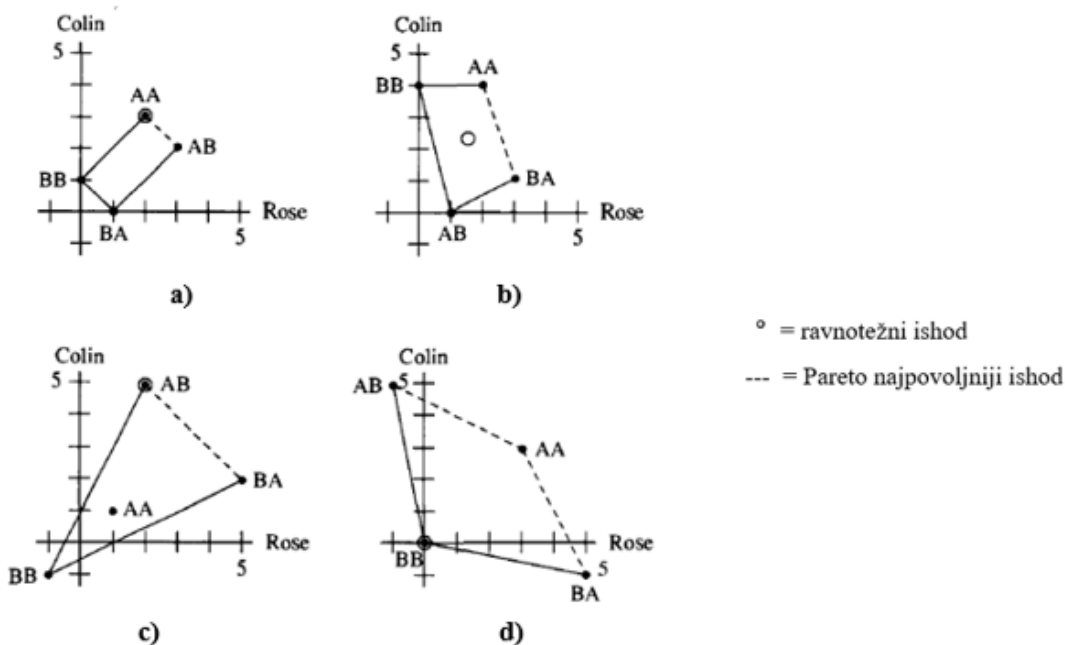 Colin
5
AA
BB
AB
BA
Rose
5
a)
Colin
5
BB
AA
BA
AB
Rose
5
b)
Colin
5
AB
BA
AA
Rose
BB
5
c)
Colin
AB
5
AA
Rose
BB
5
BA
d)
= ravnotežni ishod
--- = Pareto najpovoljniji ishod